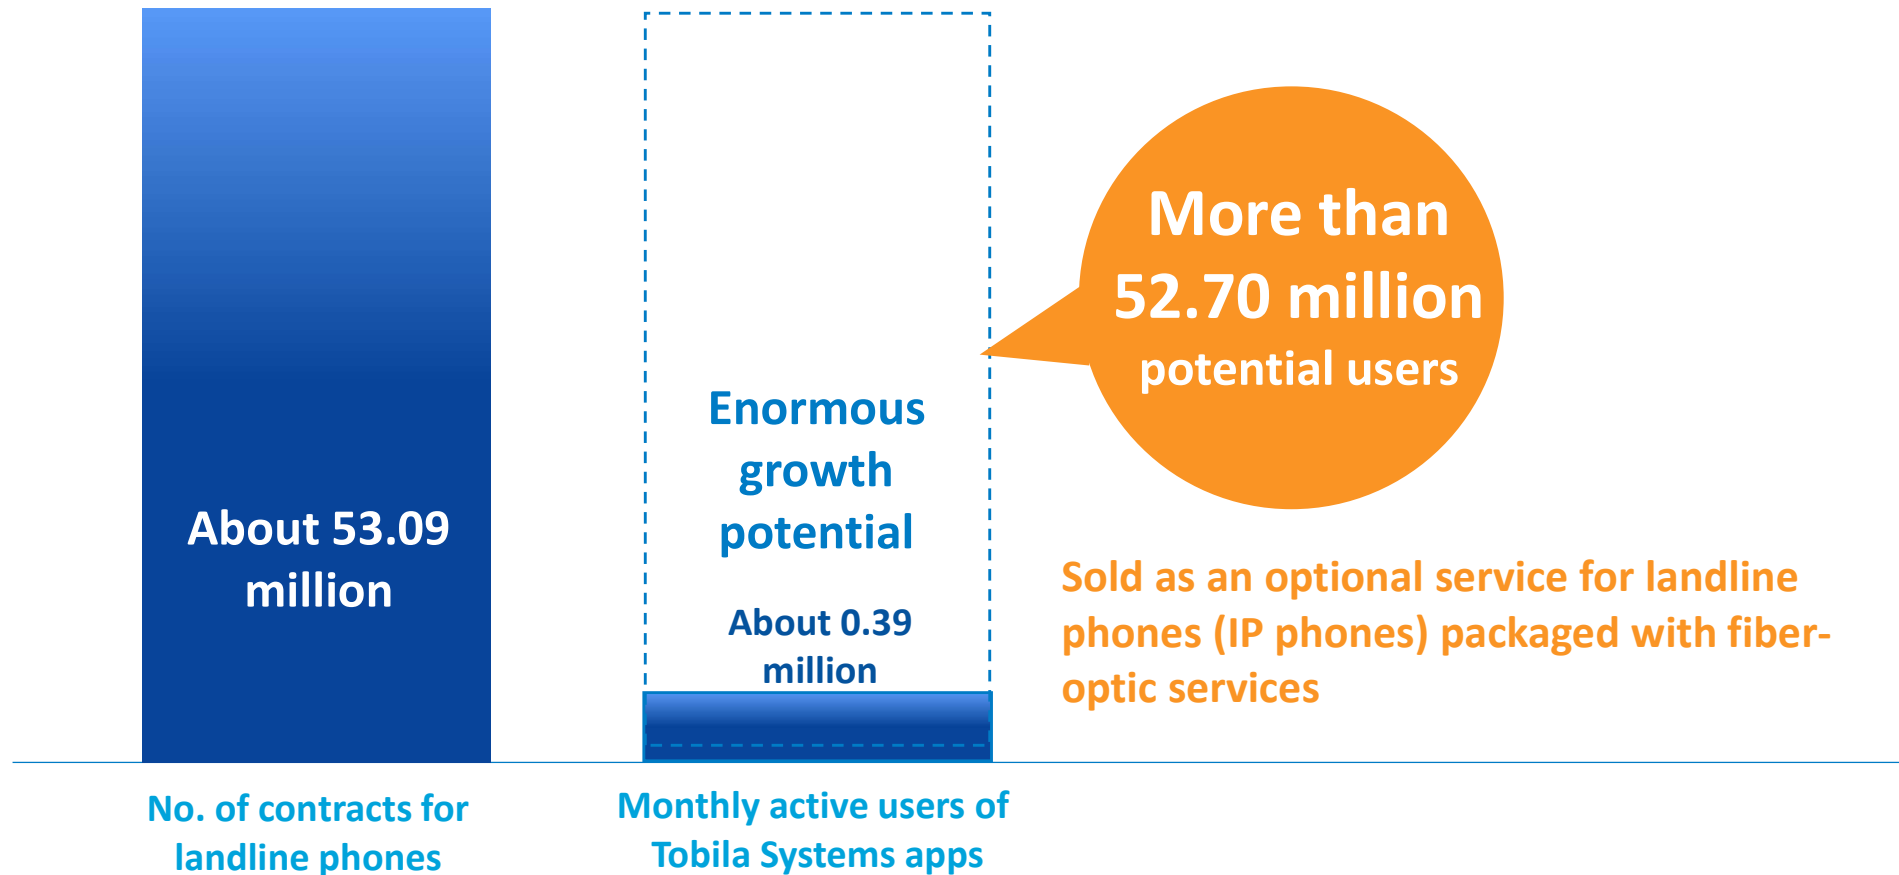 About 53.09
million
Enormous
growth
potential
About 0.39
million
More than
52.70 million
potential users
Sold as an optional service for landline
phones (IP phones) packaged with fiber-
optic services
No. of contracts for
landline phones
Monthly active users of
Tobila Systems apps